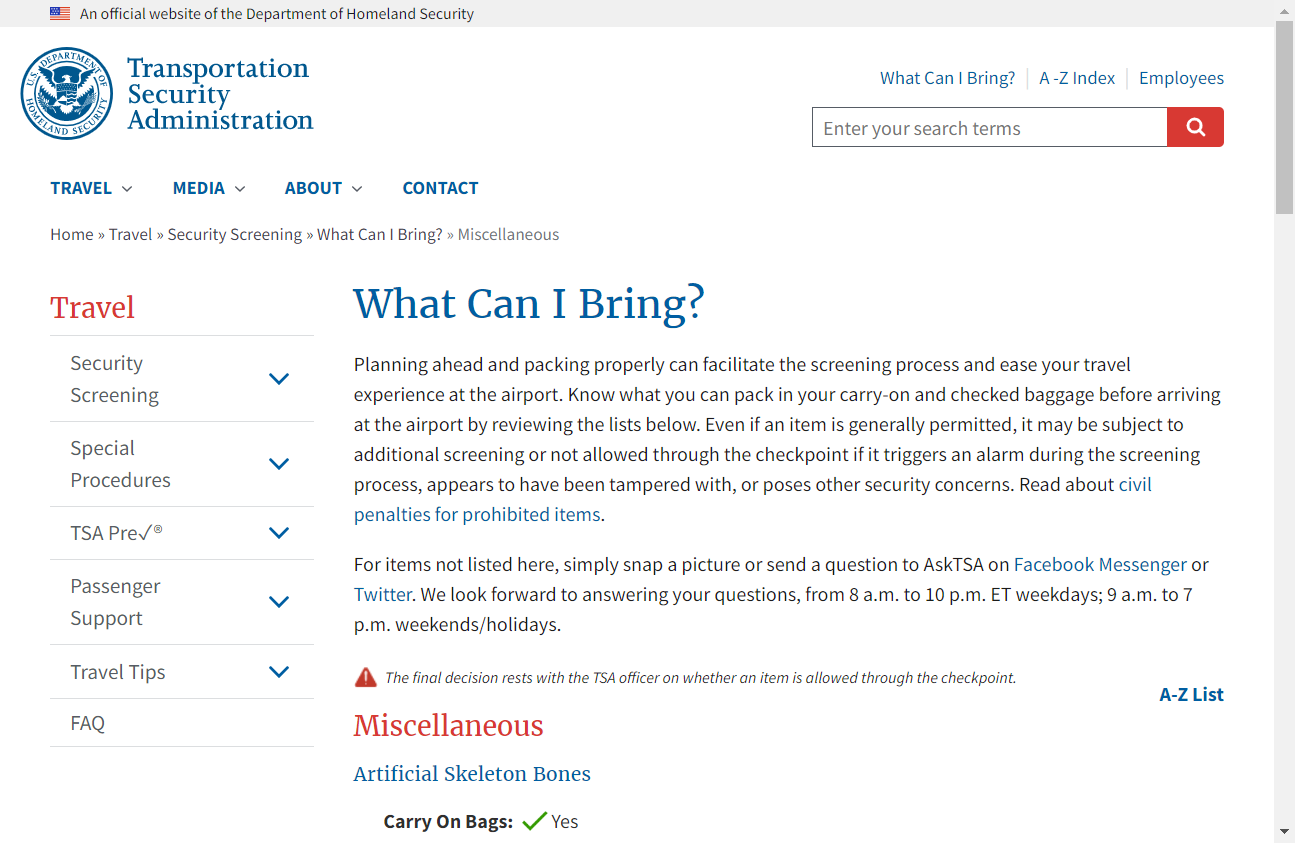 An official website of the Department of Homeland Security
U.S. DEPARTMENT OF HOMELAND SECURITY
Transportation
Security
Administration
What Can I Bring?
A -Z Index
Employees
Enter your search terms
TRAVEL
MEDIA
ABOUT
CONTACT
Home » Travel » Security Screening » What Can I Bring? » Miscellaneous
Travel
Security
Screening
Special
Procedures
TSA Pre✓®
Passenger
Support
Travel Tips
FAQ
What Can I Bring?
Planning ahead and packing properly can facilitate the screening process and ease your travel
experience at the airport. Know what you can pack in your carry-on and checked baggage before arriving
at the airport by reviewing the lists below. Even if an item is generally permitted, it may be subject to
additional screening or not allowed through the checkpoint if it triggers an alarm during the screening
process, appears to have been tampered with, or poses other security concerns. Read about civil
penalties for prohibited items.
For items not listed here, simply snap a picture or send a question to AskTSA on Facebook Messenger or
Twitter. We look forward to answering your questions, from 8 a.m. to 10 p.m. ET weekdays; 9 a.m. to 7
p.m. weekends/holidays.
The final decision rests with the TSA officer on whether an item is allowed through the checkpoint.
A-Z List
Miscellaneous
Artificial Skeleton Bones
Carry On Bags: Yes